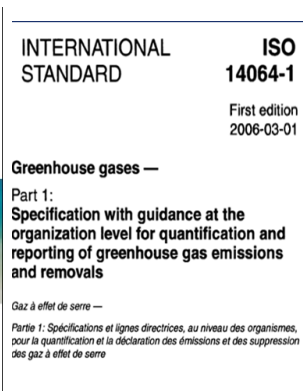 INTERNATIONAL ISO
STANDARD 14064-1
First edition
2006-03-01
Greenhouse gases —
Part 1:
Specification with guidance at the
organization level for quantification and
reporting of greenhouse gas emissions
and removals
Gaz à effet de serre —
Partie 1: Spécifications et lignes directrices, au niveau des organismes,
pour la quantification et la déclaration des émissions et des suppression
des gaz à effet de serre